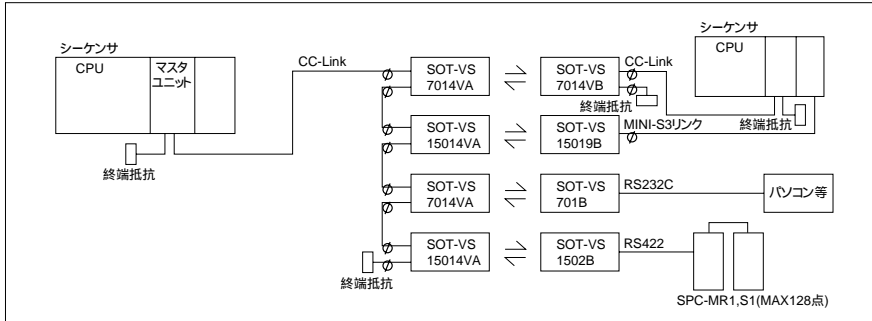 シーケンサ
CPU
マスタ
ユニット
終端抵抗
CC-Link
SOT-VS
7014VA
SOT-VS
7014VB
CC-Link
終端抵抗
シーケンサ
CPU
終端抵抗
SOT-VS
15014VA
SOT-VS
15019B
MINI-S3リンク
SOT-VS
7014VA
SOT-VS
701B
RS232C
パソコン等
SOT-VS
15014VA
SOT-VS
1502B
RS422
終端抵抗
SPC-MR1,S1(MAX128点)